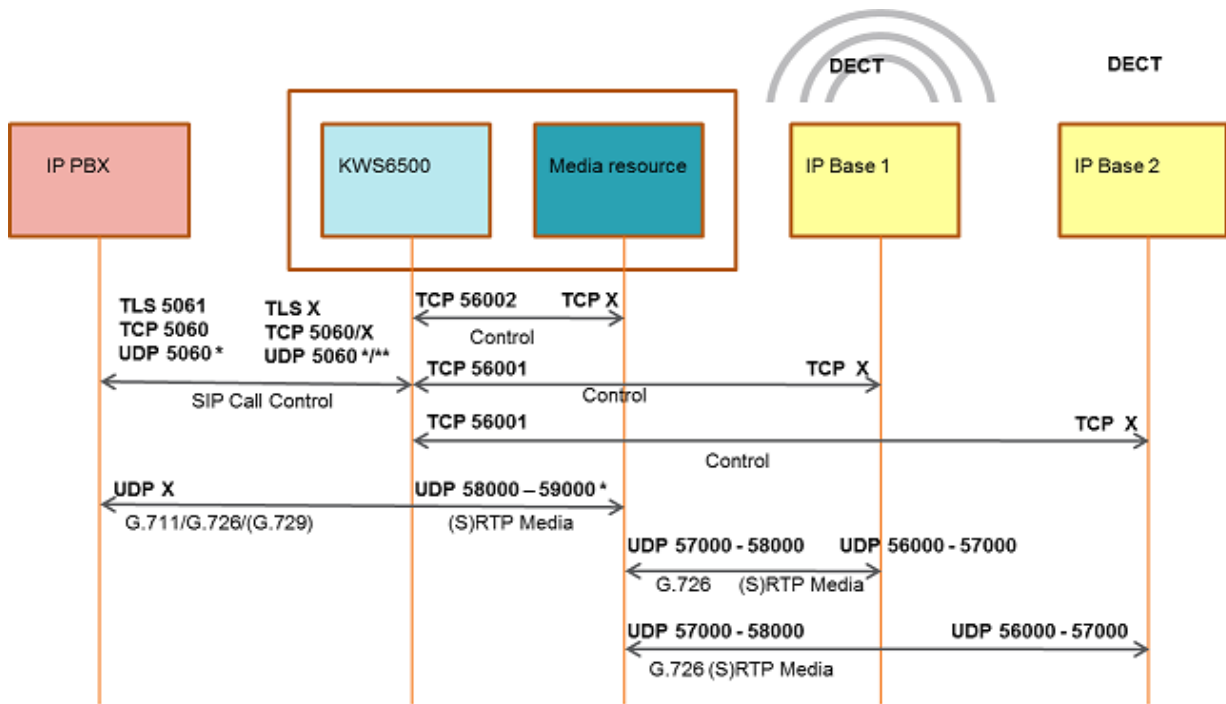 DECT
DECT
IP PBX
KWS6500
Media resource
IP Base 1
IP Base 2
TLS 5061
TCP 5060
UDP 5060 *
TLS X
TCP 5060/X
UDP 5060 */**
SIP Call Control
TCP 56002
TCP X
Control
TCP 56001
TCP X
Control
TCP 56001
TCP X
Control
UDP X
UDP 58000 – 59000 *
G.711/G.726/(G.729)
(S)RTP Media
UDP 57000 - 58000
UDP 56000 - 57000
G.726
(S)RTP Media
UDP 57000 - 58000
UDP 56000 - 57000
G.726 (S)RTP Media